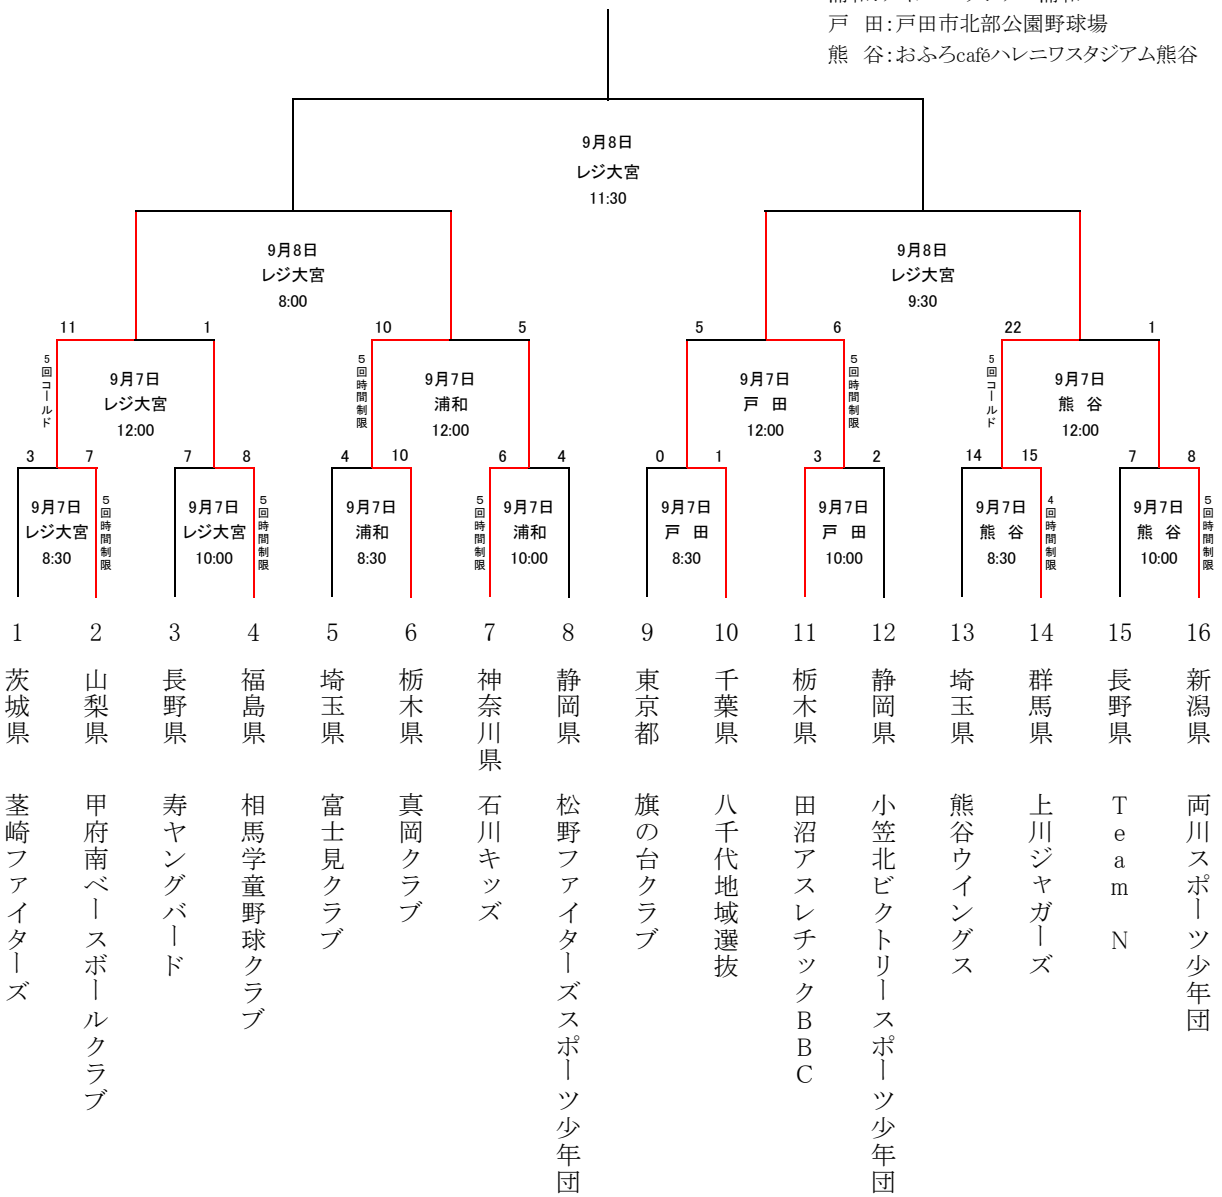 戸　田：戸田市北部公園野球場
熊　谷：おふろcaféハレニワスタジアム熊谷
9月8日
レジ大宮
11:30
9月8日
レジ大宮
8:00
9月8日
レジ大宮
9:30
11
1
10
5
5
6
22
1
5回コールド
9月7日
レジ大宮
12:00
5回時間制限
9月7日
浦和
12:00
9月7日
戸　田
12:00
5回時間制限
5回コールド
9月7日
熊　谷
12:00
3
7
7
8
4
10
6
4
0
1
3
2
14
15
7
8
9月7日
レジ大宮
8:30
5回時間制限
9月7日
レジ大宮
10:00
5回時間制限
9月7日
浦和
8:30
5回時間制限
9月7日
浦和
10:00
9月7日
戸　田
8:30
9月7日
戸　田
10:00
9月7日
熊　谷
8:30
4回時間制限
9月7日
熊　谷
10:00
5回時間制限
1
茨城県
茎崎ファイターズ
2
山梨県
甲府南ベースボールクラブ
3
長野県
寿ヤングバード
4
福島県
相馬学童野球クラブ
5
埼玉県
富士見クラブ
6
栃木県
真岡クラブ
7
神奈川県
石川キッズ
8
静岡県
松野ファイターズスポーツ少年団
9
東京都
旗の台クラブ
10
千葉県
八千代地域選抜
11
栃木県
田沼アスレチックBBC
12
静岡県
小笠北ビクトリースポーツ少年団
13
埼玉県
熊谷ウイングス
14
群馬県
上川ジャガーズ
15
長野県
Team N
16
新潟県
両川スポーツ少年団